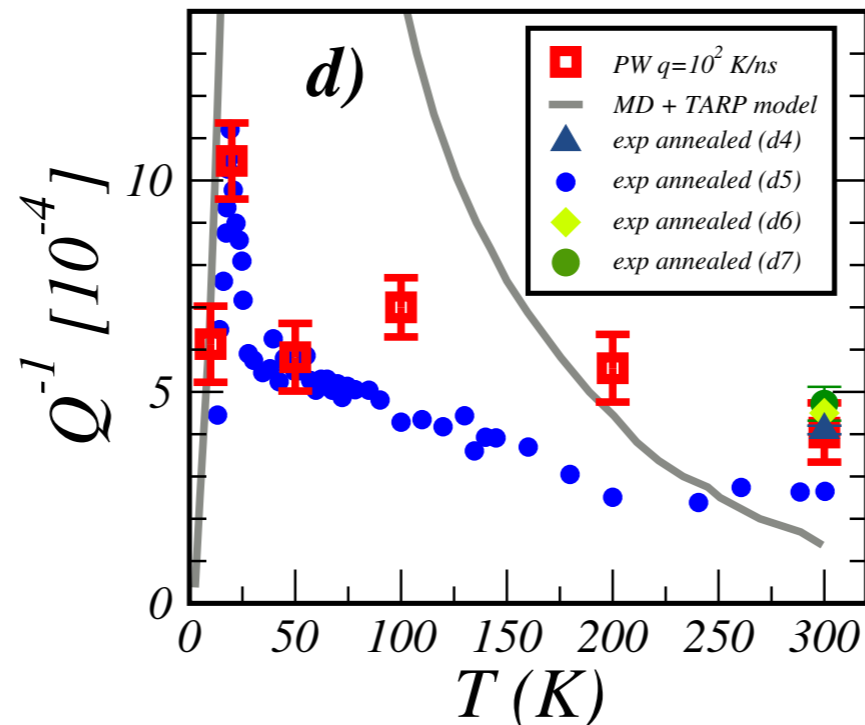 d)
PW q=10² K/ns
MD + TARP model
exp annealed (d4)
exp annealed (d5)
exp annealed (d6)
exp annealed (d7)
Q⁻¹ [10⁻⁴]
10
5
0
0 50 100 150 200 250 300
T (K)